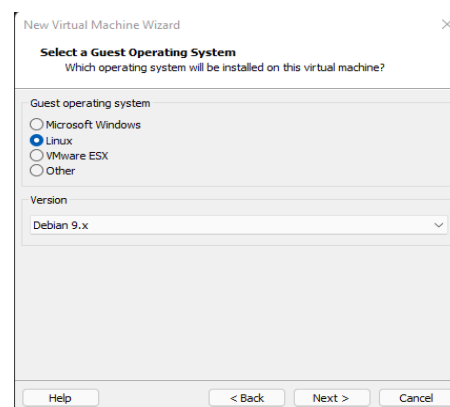 New Virtual Machine Wizard
Select a Guest Operating System
Which operating system will be installed on this virtual machine?
Guest operating system
Microsoft Windows
Linux
VMware ESX
Other
Version
Debian 9.x
Help < Back Next > Cancel